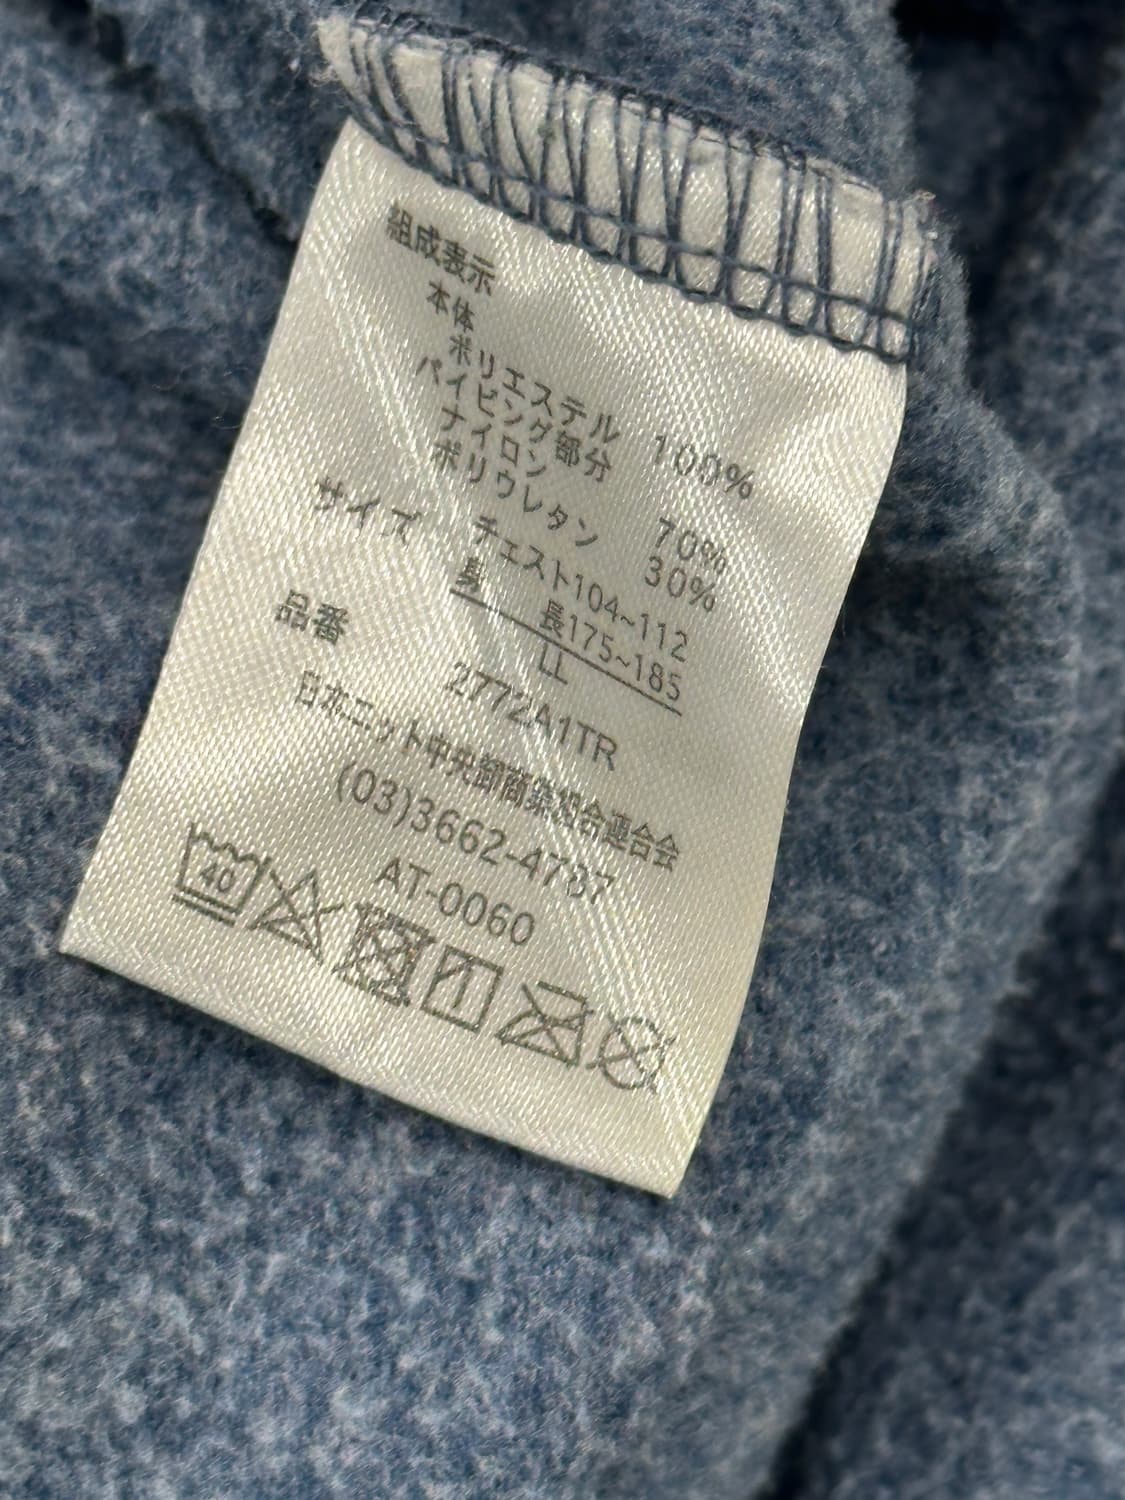 組成表示
本体
ポリエステル 100%
パイピング部分
ナイロン 70%
ポリウレタン 30%
サイズ チェスト104~112
身 長175~185
LL
品番 2772A1TR
日本ニット中央卸商業組合連合会
(03)3662-4787
AT-0060
40